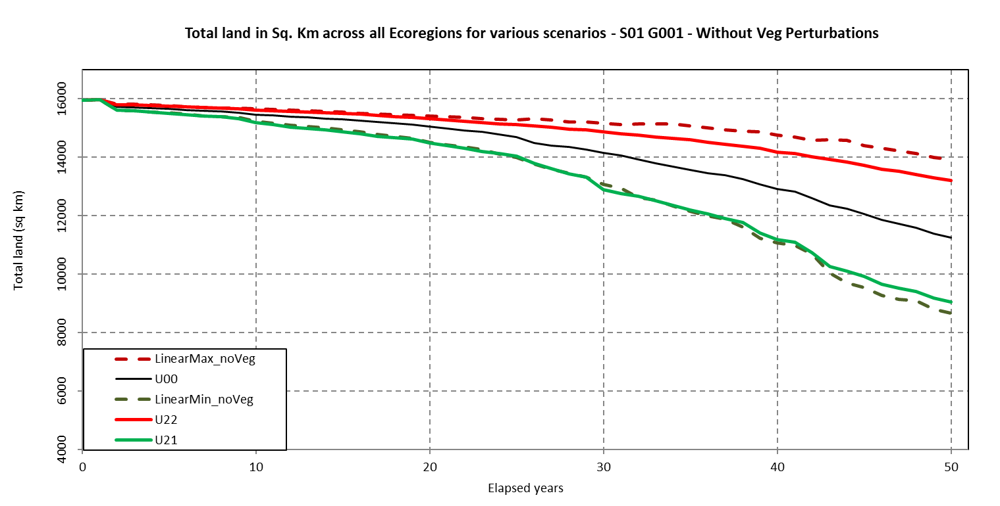 Total land in Sq. Km across all Ecoregions for various scenarios - S01 G001 - Without Veg Perturbations
Total land (sq km)
16000
14000
12000
10000
8000
6000
4000
LinearMax_noVeg
U00
LinearMin_noVeg
U22
U21
0 10 20 30 40 50
Elapsed years